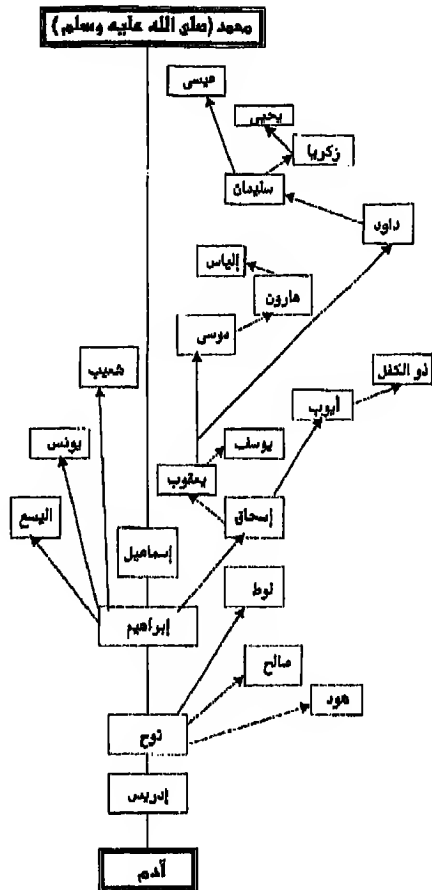 محمد (صلي الله عليه وسلم)
عيسى
يحيى
زكريا
سليمان
داود
إلياس
هارون
موسى
شعيب
ذو الكفل
أيوب
يونس
يوسف
يعقوب
اليسع
إسحاق
إسماعيل
لوط
إبراهيم
صالح
هود
نوح
إدريس
آدم